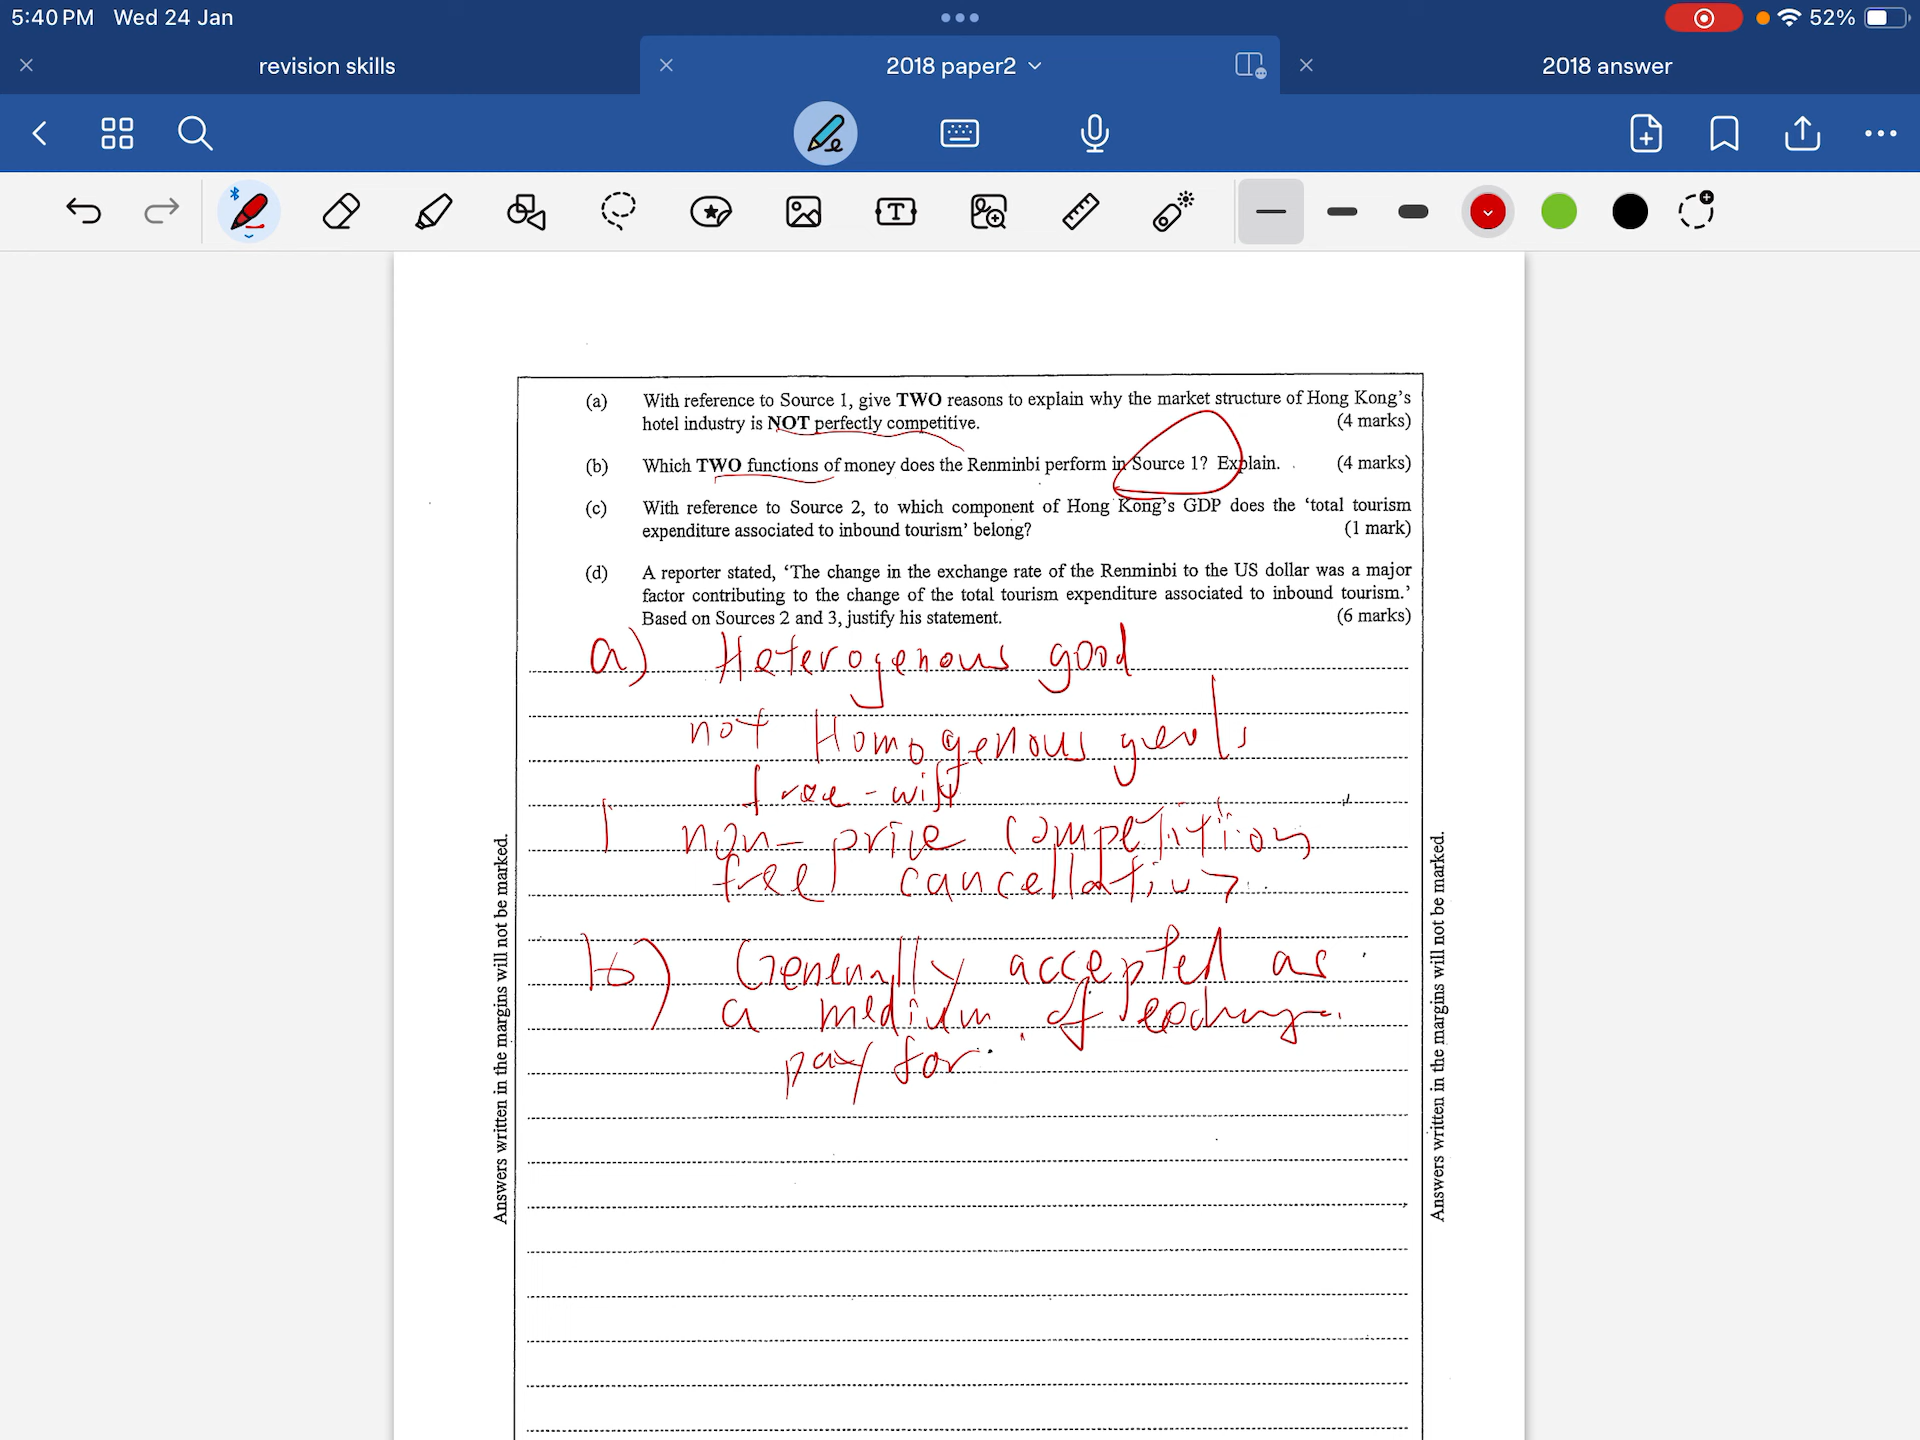 5:40 PM Wed 24 Jan
52%
revision skills
2018 paper2
2018 answer
(a) With reference to Source 1, give TWO reasons to explain why the market structure of Hong Kong's
hotel industry is NOT perfectly competitive. (4 marks)
(b) Which TWO functions of money does the Renminbi perform in Source 1? Explain. (4 marks)
(c) With reference to Source 2, to which component of Hong Kong's GDP does the 'total tourism
expenditure associated to inbound tourism' belong? (1 mark)
(d) A reporter stated, 'The change in the exchange rate of the Renminbi to the US dollar was a major
factor contributing to the change of the total tourism expenditure associated to inbound tourism.'
Based on Sources 2 and 3, justify his statement. (6 marks)
a) Heterogenous good
not Homogenous goods
free-wifi
non-price competition
free cancellation
b) Generally accepted as
a medium of exchange
pay for
Answers written in the margins will not be marked.
Answers written in the margins will not be marked.